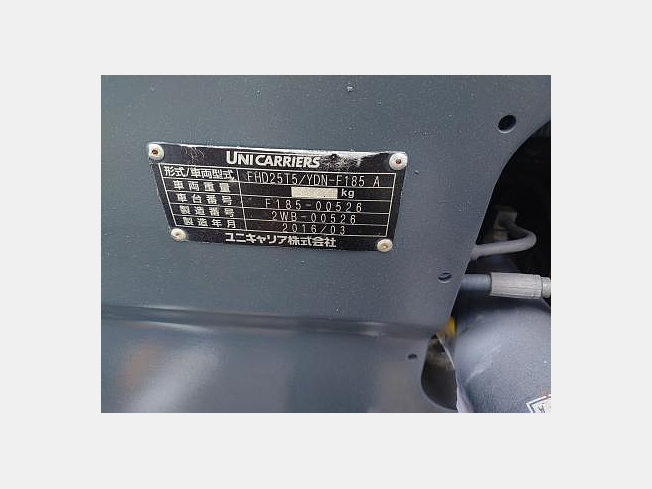 UNICARRIERS
形式/車両型式 FHD25T5/YDN-F185 A
車両重量 kg
車台番号 F185-00526
製造番号 2WB-00526
製造年月 2016/03
ユニキャリア株式会社